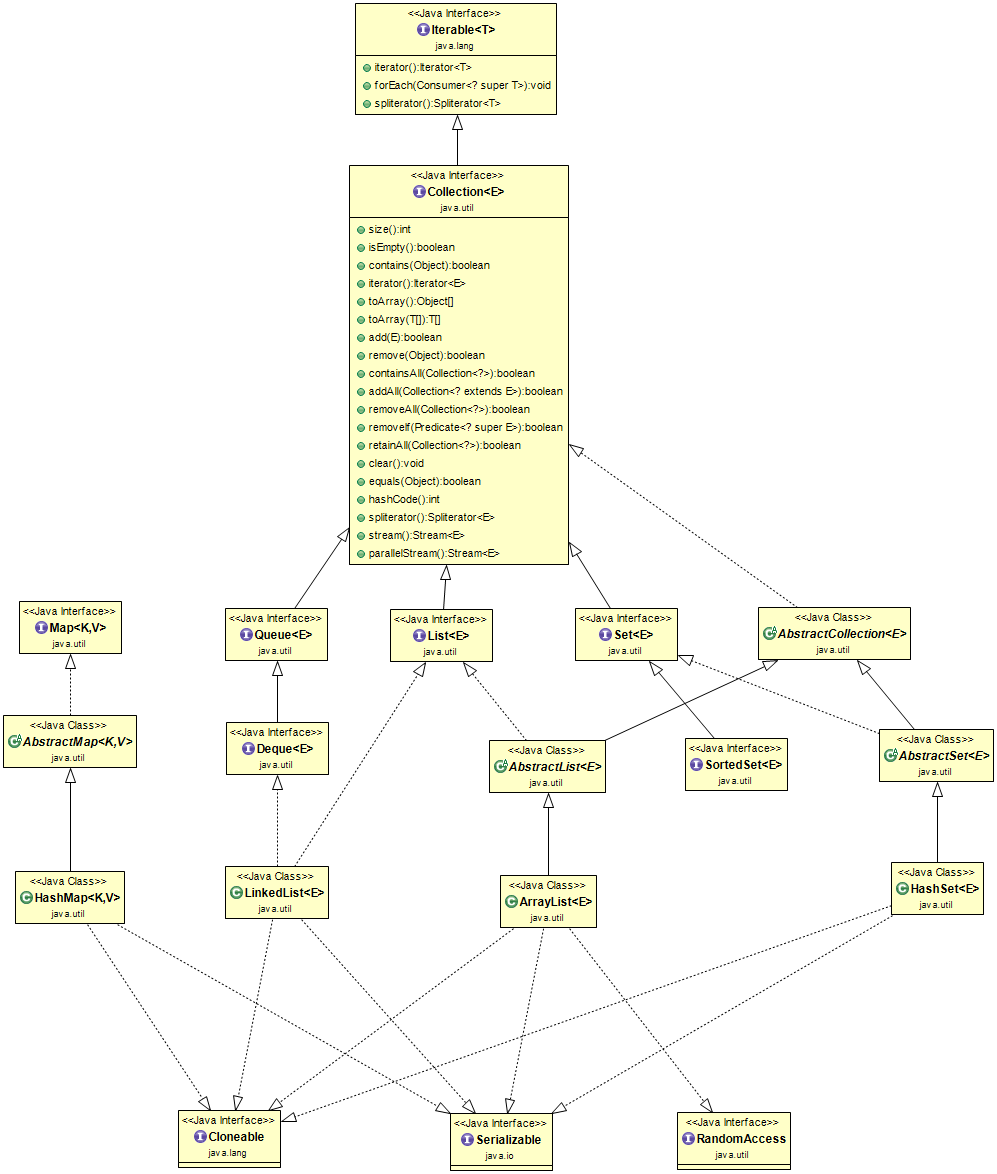 <<Java Interface>>
Iterable<T>
java.lang
iterator():Iterator<T>
forEach(Consumer<? super T>):void
spliterator():Spliterator<T>
<<Java Interface>>
Collection<E>
java.util
size():int
isEmpty():boolean
contains(Object):boolean
iterator():Iterator<E>
toArray():Object[]
toArray(T[]):T[]
add(E):boolean
remove(Object):boolean
containsAll(Collection<?>):boolean
addAll(Collection<? extends E>):boolean
removeAll(Collection<?>):boolean
removeIf(Predicate<? super E>):boolean
retainAll(Collection<?>):boolean
clear():void
equals(Object):boolean
hashCode():int
spliterator():Spliterator<E>
stream():Stream<E>
parallelStream():Stream<E>
<<Java Interface>>
Map<K,V>
java.util
<<Java Interface>>
Queue<E>
java.util
<<Java Interface>>
List<E>
java.util
<<Java Interface>>
Set<E>
java.util
<<Java Class>>
AbstractCollection<E>
java.util
<<Java Class>>
AbstractMap<K,V>
java.util
<<Java Interface>>
Deque<E>
java.util
<<Java Class>>
AbstractList<E>
java.util
<<Java Interface>>
SortedSet<E>
java.util
<<Java Class>>
AbstractSet<E>
java.util
<<Java Class>>
HashMap<K,V>
java.util
<<Java Class>>
LinkedList<E>
java.util
<<Java Class>>
ArrayList<E>
java.util
<<Java Class>>
HashSet<E>
java.util
<<Java Interface>>
Cloneable
java.lang
<<Java Interface>>
Serializable
java.io
<<Java Interface>>
RandomAccess
java.util